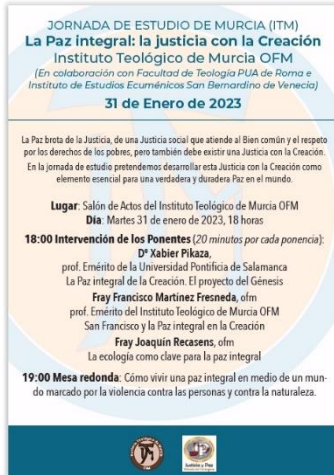 JORNADA DE ESTUDIO DE MURCIA (ITM)
La Paz integral: la justicia con la Creación
Instituto Teológico de Murcia OFM
(En colaboración con Facultad de Teología PUA de Roma e
Instituto de Estudios Ecuménicos San Bernardino de Venecia)
31 de Enero de 2023
La Paz brota de la Justicia, de una Justicia social que atiende al Bien común y el respeto
por los derechos de los pobres, pero también debe existir una Justicia con la Creación.
En la jornada de estudio pretendemos desarrollar esta Justicia con la Creación como
elemento esencial para una verdadera y duradera Paz en el mundo.
Lugar: Salón de Actos del Instituto Teológico de Murcia OFM
Día: Martes 31 de enero de 2023, 18 horas
18:00 Intervención de los Ponentes (20 minutos por cada ponencia):
Dº Xabier Pikaza,
prof. Emérito de la Universidad Pontificia de Salamanca
La Paz integral de la Creación. El proyecto del Génesis
Fray Francisco Martínez Fresneda, ofm
prof. Emérito del Instituto Teológico de Murcia OFM
San Francisco y la Paz integral en la Creación
Fray Joaquín Recasens, ofm
La ecología como clave para la paz integral
19:00 Mesa redonda: Cómo vivir una paz integral en medio de un mun-
do marcado por la violencia contra las personas y contra la naturaleza.
Justicia y Paz